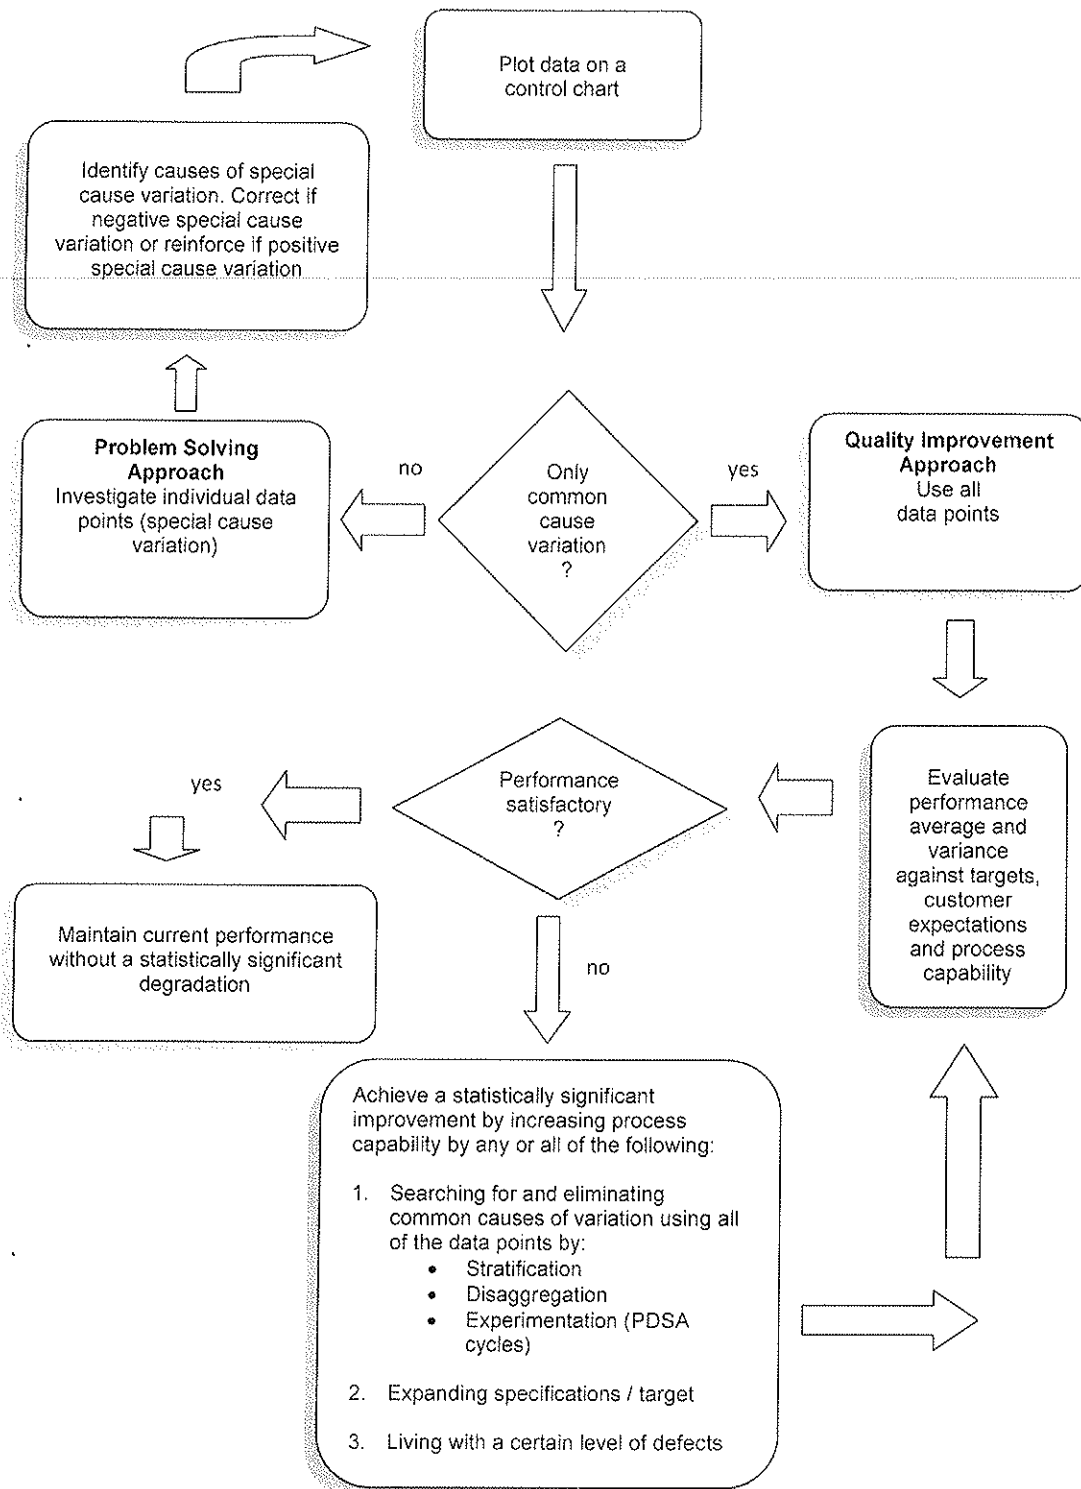 Plot data on a
control chart
Identify causes of special
cause variation. Correct if
negative special cause
variation or reinforce if positive
special cause variation
Problem Solving
Approach
Investigate individual data
points (special cause
variation)
no
Only
common
cause
variation
?
yes
Quality Improvement
Approach
Use all
data points
Evaluate
performance
average and
variance
against targets,
customer
expectations
and process
capability
Performance
satisfactory
?
yes
Maintain current performance
without a statistically significant
degradation
no
Achieve a statistically significant
improvement by increasing process
capability by any or all of the following:
1. Searching for and eliminating
common causes of variation using all
of the data points by:
• Stratification
• Disaggregation
• Experimentation (PDSA
cycles)
2. Expanding specifications / target
3. Living with a certain level of defects